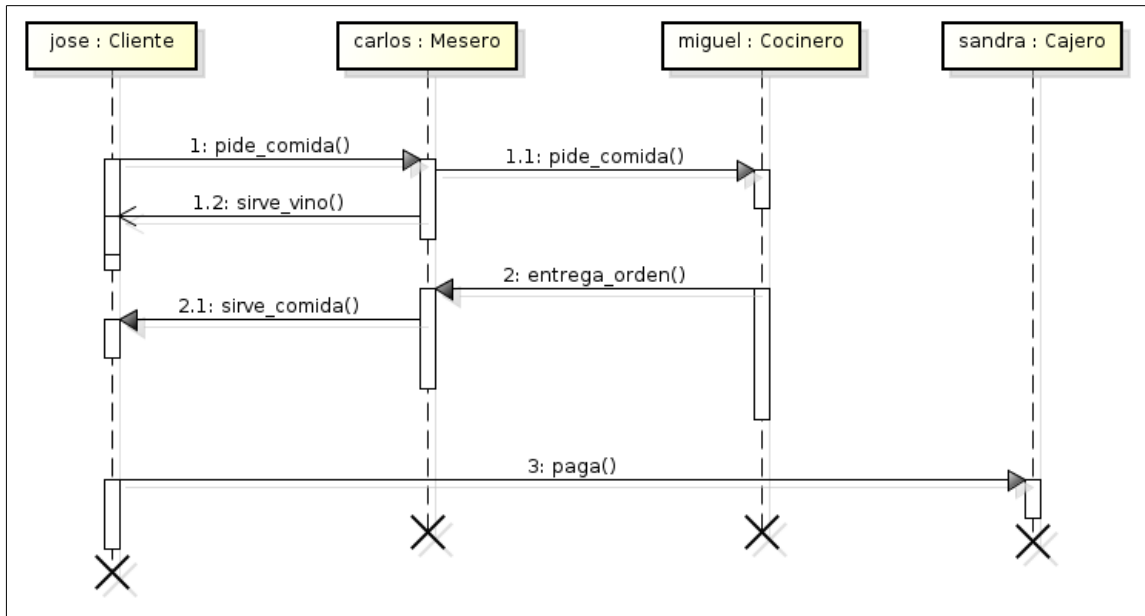 jose : Cliente
carlos : Mesero
miguel : Cocinero
sandra : Cajero
1: pide_comida()
1.1: pide_comida()
1.2: sirve_vino()
2: entrega_orden()
2.1: sirve_comida()
3: paga()